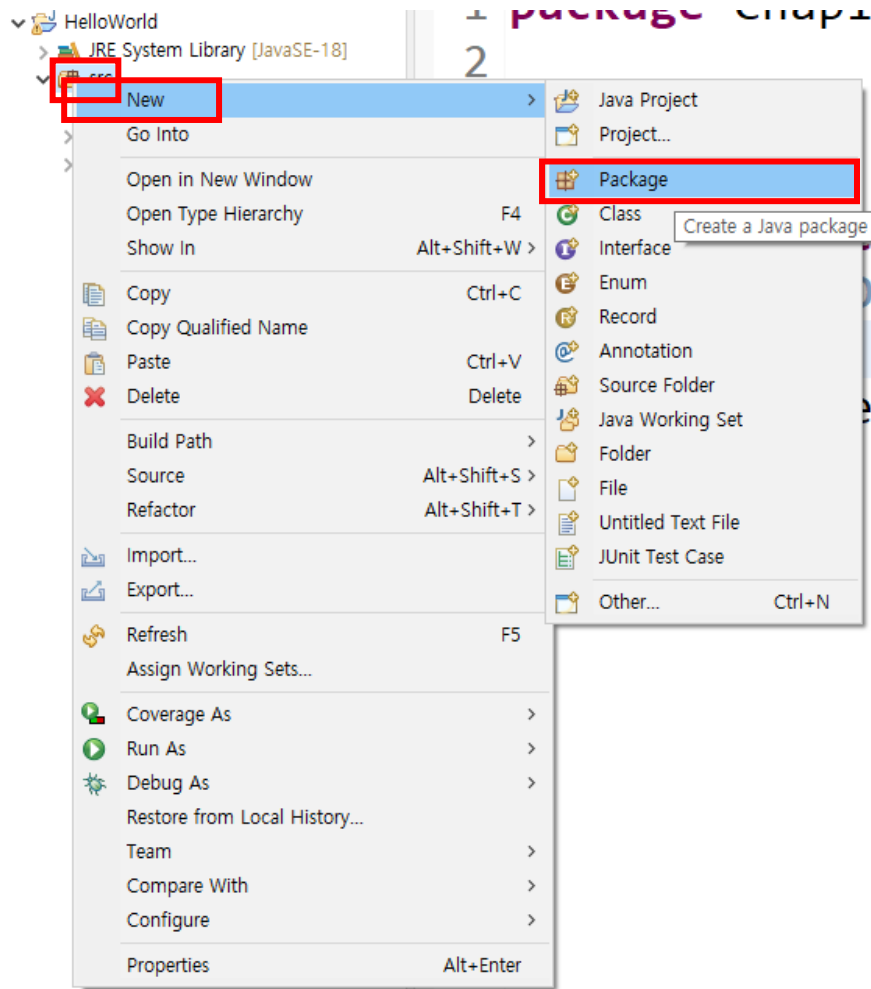 HelloWorld
JRE System Library [JavaSE-18]
src
1 package Chap
2
New >
Go Into
Open in New Window
Open Type Hierarchy F4
Show In Alt+Shift+W >
Copy Ctrl+C
Copy Qualified Name
Paste Ctrl+V
Delete Delete
Build Path >
Source Alt+Shift+S >
Refactor Alt+Shift+T >
Import...
Export...
Refresh F5
Assign Working Sets...
Coverage As >
Run As >
Debug As >
Restore from Local History...
Team >
Compare With >
Configure >
Properties Alt+Enter
Java Project
Project...
Package
Class
Create a Java package
Interface
Enum
Record
Annotation
Source Folder
Java Working Set
Folder
File
Untitled Text File
JUnit Test Case
Other... Ctrl+N